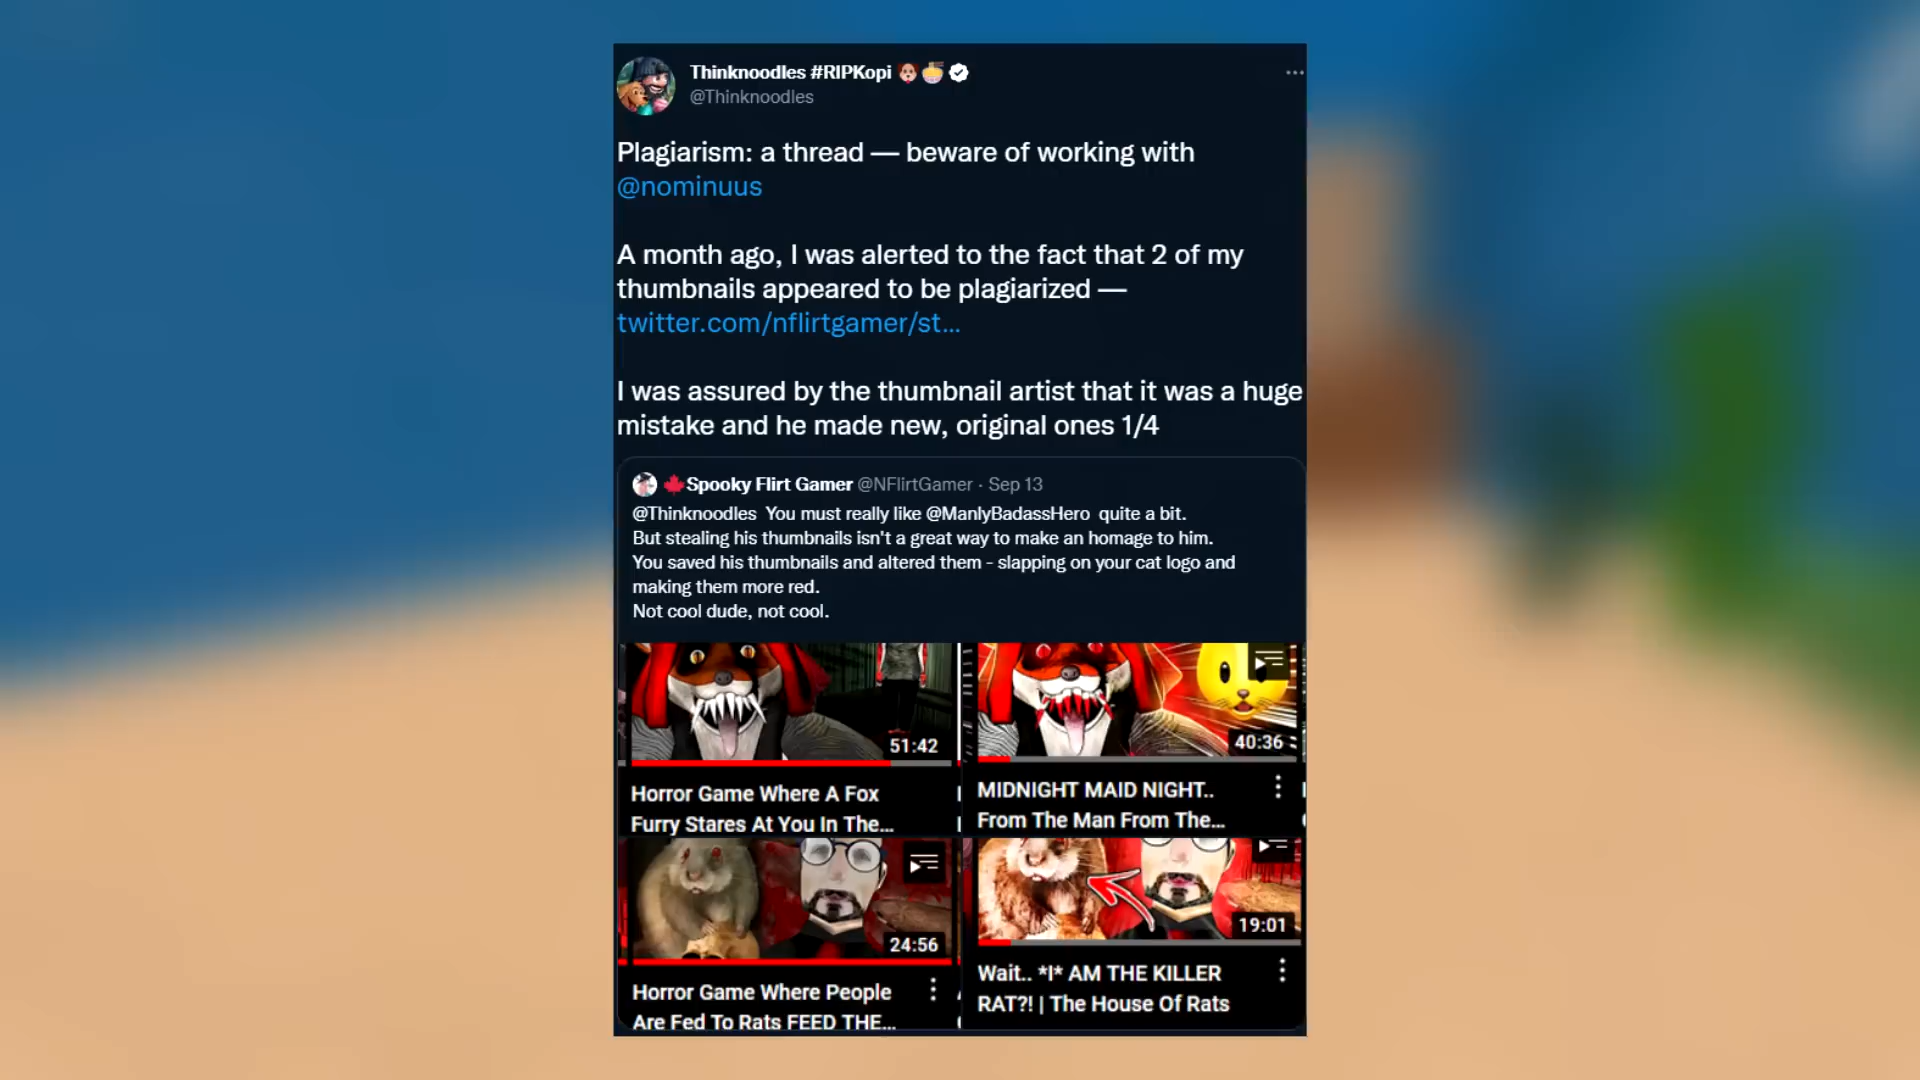 Thinknoodles #RIPKopi 🐶🍜
@Thinknoodles
Plagiarism: a thread — beware of working with
@nominuus
A month ago, I was alerted to the fact that 2 of my
thumbnails appeared to be plagiarized —
twitter.com/nflirtgamer/st...
I was assured by the thumbnail artist that it was a huge
mistake and he made new, original ones 1/4
🍁Spooky Flirt Gamer @NFlirtGamer · Sep 13
@Thinknoodles You must really like @ManlyBadassHero quite a bit.
But stealing his thumbnails isn't a great way to make an homage to him.
You saved his thumbnails and altered them - slapping on your cat logo and
making them more red.
Not cool dude, not cool.
51:42
Horror Game Where A Fox
Furry Stares At You In The...
40:36
MIDNIGHT MAID NIGHT..
From The Man From The...
24:56
Horror Game Where People
Are Fed To Rats FEED THE...
19:01
Wait.. *I* AM THE KILLER
RAT?! | The House Of Rats